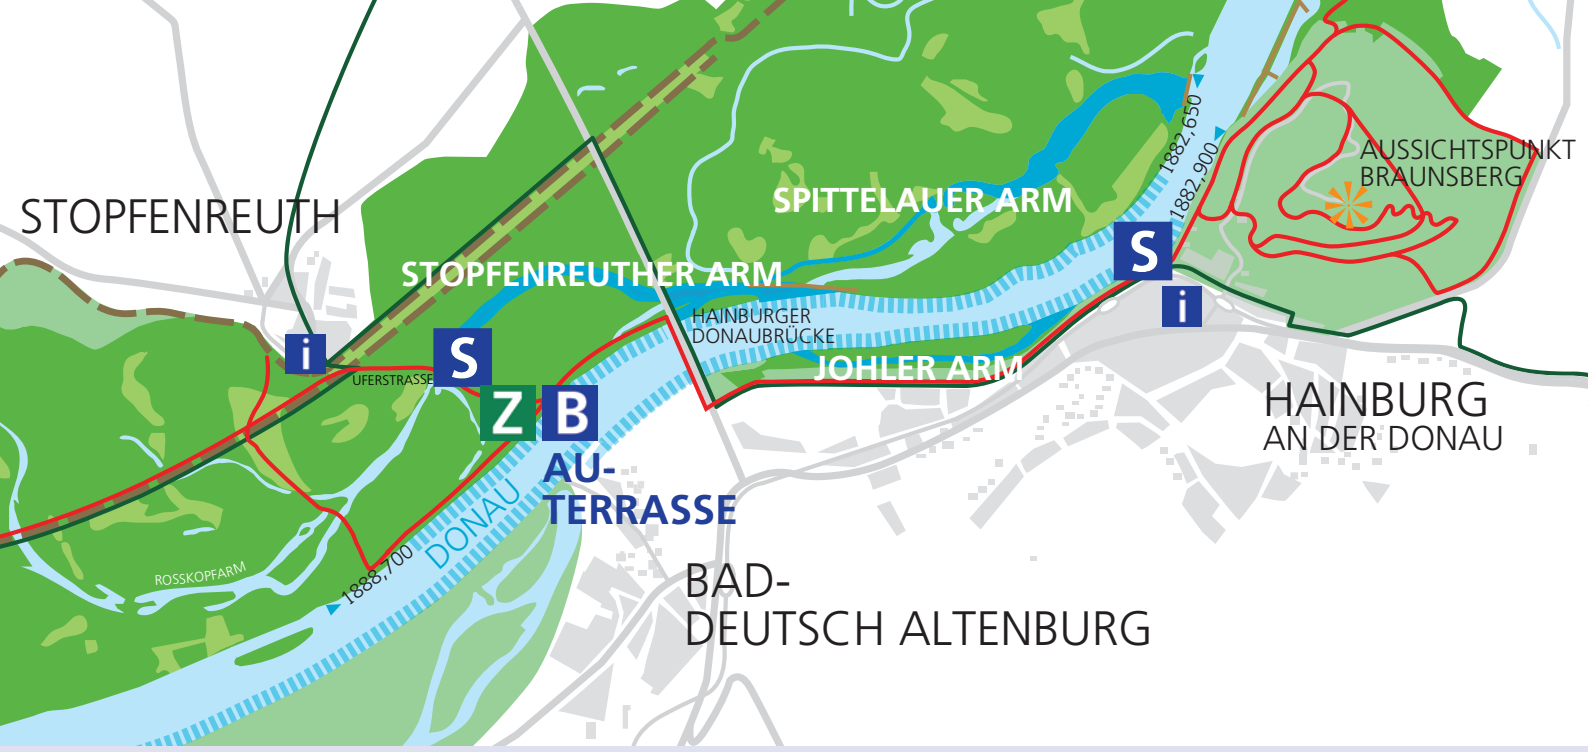 STOPFENREUTH
STOPFENREUTHER ARM
SPITTELAUER ARM
1882,650
1882,900
AUSSICHTSPUNKT
BRAUNSBERG
S
i
HAINBURGER
DONAUBRÜCKE
JOHLER ARM
i
UFERSTRASSE
S
Z
B
AU-
TERRASSE
HAINBURG
AN DER DONAU
DONAU
ROSSKOPFARM
1888,700
BAD-
DEUTSCH ALTENBURG